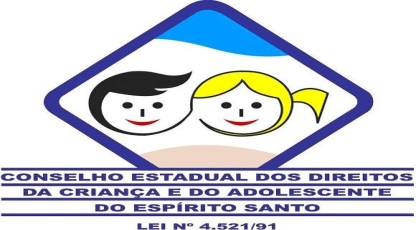 CONSELHO ESTADUAL DOS DIREITOS
DA CRIANÇA E DO ADOLESCENTE
DO ESPÍRITO SANTO
LEI Nº 4.521/91